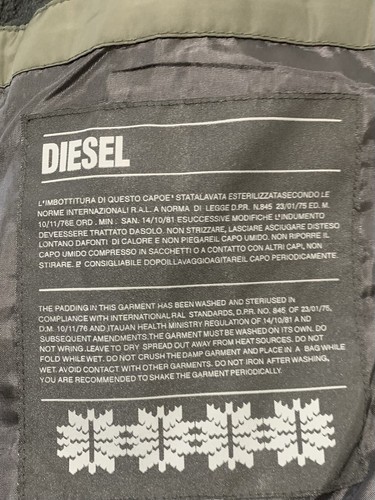 DIESEL
L'IMBOTTITURA DI QUESTO CAPOE' STATALAVATA ESTERILIZZATASECONDO LE
NORME INTERNAZIONALI R.A.L. A NORMA DI LEGGE D.P.R. N.845 23/01/75 ED. M.
10/11/76E ORD. MIN. SAN: 14/10/81 ESUCCESSIVE MODIFICHE L'INDUMENTO
DEVEESSERE TRATTATO DASOLO. NON STRIZZARE, LASCIARE ASCIUGARE DISTESO
LONTANO DAFONTI DI CALORE E NON PIEGAREIL CAPO UMIDO. NON RIPORRE IL
CAPO UMIDO COMPRESSO IN SACCHETTI O A CONTATTO CON ALTRI CAPI, NON
STIRARE. E' CONSIGLIABILE DOPOILLAVAGGIOAGITAREIL CAPO PERIODICAMENTE.
THE PADDING IN THIS GARMENT HAS BEEN WASHED AND STERIUSED IN
COMPLIANCE WITH INTERNATIONAL RAL STANDARDS, D.P.R. NO. 845 OF 23/01/75,
D.M. 10/11/76 AND ITAUAN HEALTH MINISTRY REGULATION OF 14/10/81 AND
SUBSEQUENT AMENDMENTS. THE GARMENT MUST BE WASHED ON ITS OWN. DO
NOT WRING. LEAVE TO DRY SPREAD OUT AWAY FROM HEAT SOURCES. DO NOT
FOLD WHILE WET. DO NOT CRUSH THE DAMP GARMENT AND PLACE IN A BAG WHILE
WET. AVOID CONTACT WITH OTHER GARMENTS. DO NOT IRON AFTER WASHING,
YOU ARE RECOMMENDED TO SHAKE THE GARMENT PERIODICALLY.